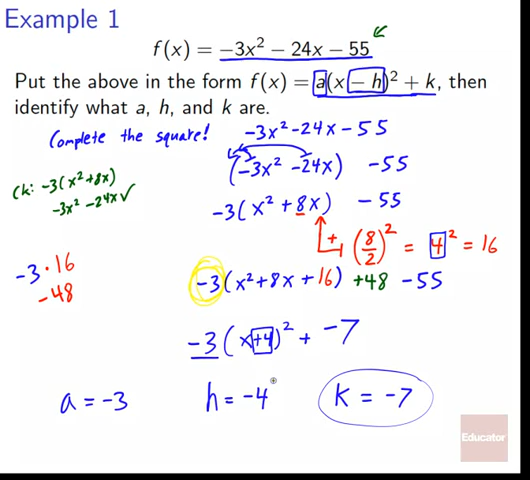 Example 1
f(x) = −3x² − 24x − 55
Put the above in the form f(x) = a(x − h)² + k, then
identify what a, h, and k are.
Complete the square!
-3x²-24x-55
(-3x² -24x) -55
Ck: -3(x²+8x)
-3x² -24x ✓
-3(x² + 8x) -55
+ (8/2)² = 4² = 16
-3·16
-48
-3(x²+8x+16) +48 -55
-3(x+4)² + -7
a = -3 h = -4 k = -7
Educator